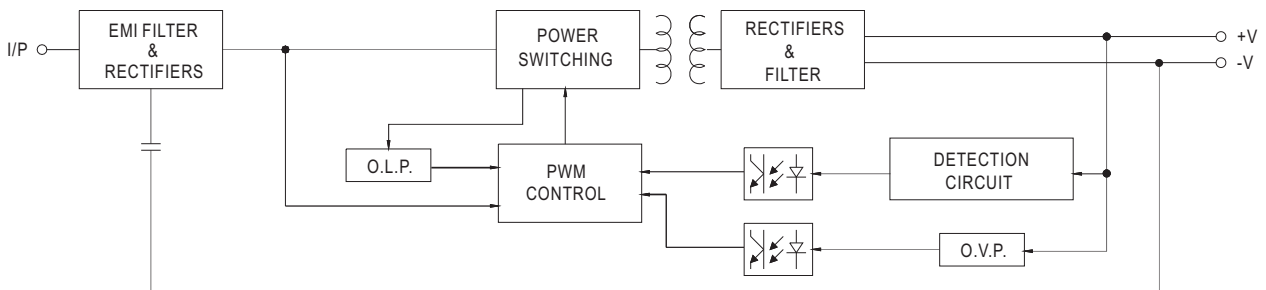 I/P
EMI FILTER
&
RECTIFIERS
POWER
SWITCHING
RECTIFIERS
&
FILTER
+V
-V
O.L.P.
PWM
CONTROL
DETECTION
CIRCUIT
O.V.P.